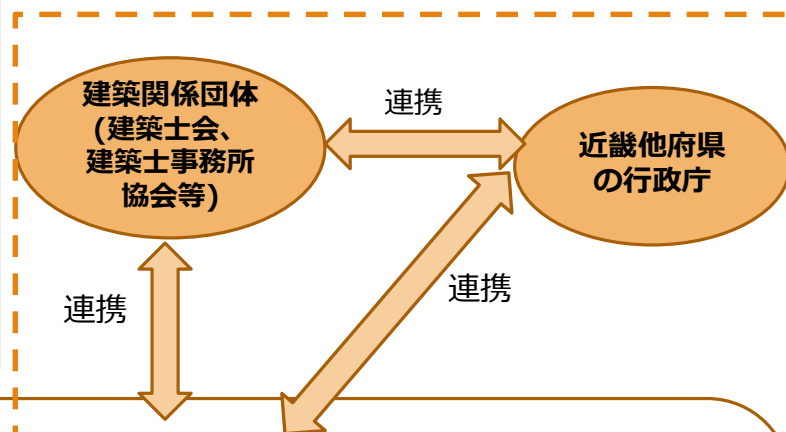 建築関係団体
(建築士会、
建築士事務所
協会等)
連携
近畿他府県
の行政庁
連携
連携